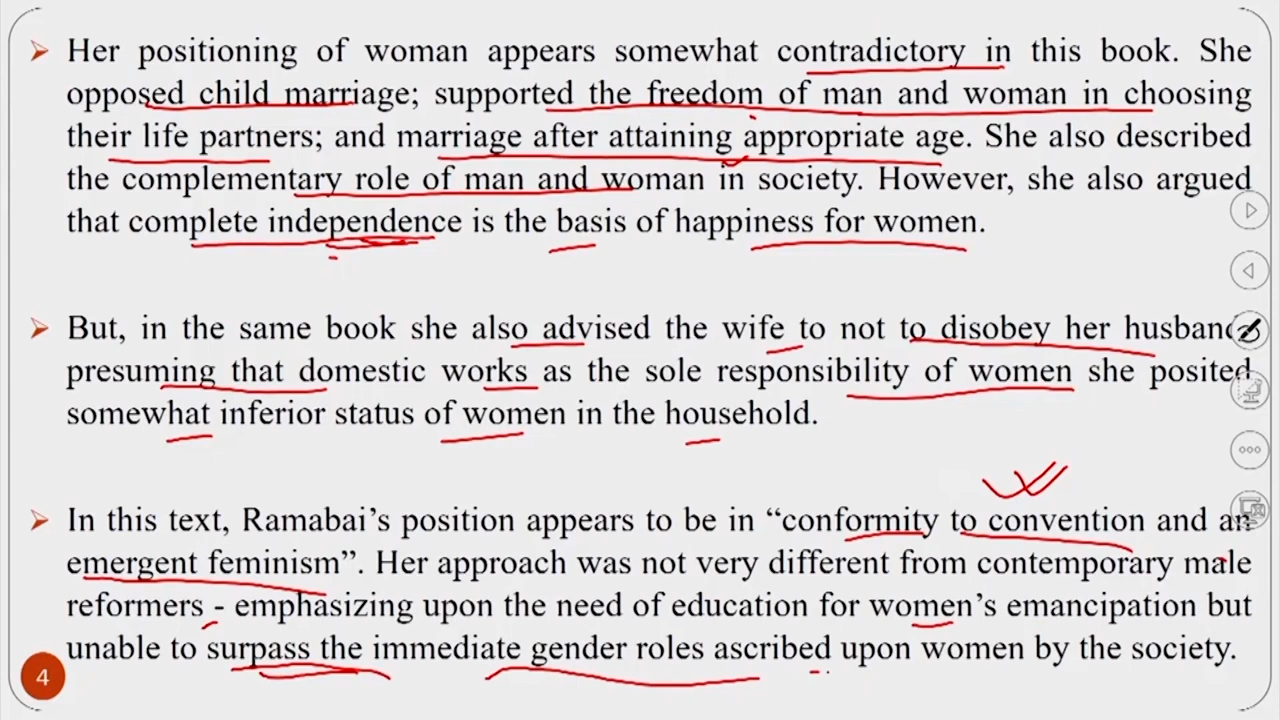 Her positioning of woman appears somewhat contradictory in this book. She
opposed child marriage; supported the freedom of man and woman in choosing
their life partners; and marriage after attaining appropriate age. She also described
the complementary role of man and woman in society. However, she also argued
that complete independence is the basis of happiness for women.
But, in the same book she also advised the wife to not to disobey her husband
presuming that domestic works as the sole responsibility of women she posited
somewhat inferior status of women in the household.
In this text, Ramabai's position appears to be in “conformity to convention and an
emergent feminism”. Her approach was not very different from contemporary male
reformers - emphasizing upon the need of education for women's emancipation but
unable to surpass the immediate gender roles ascribed upon women by the society.
4